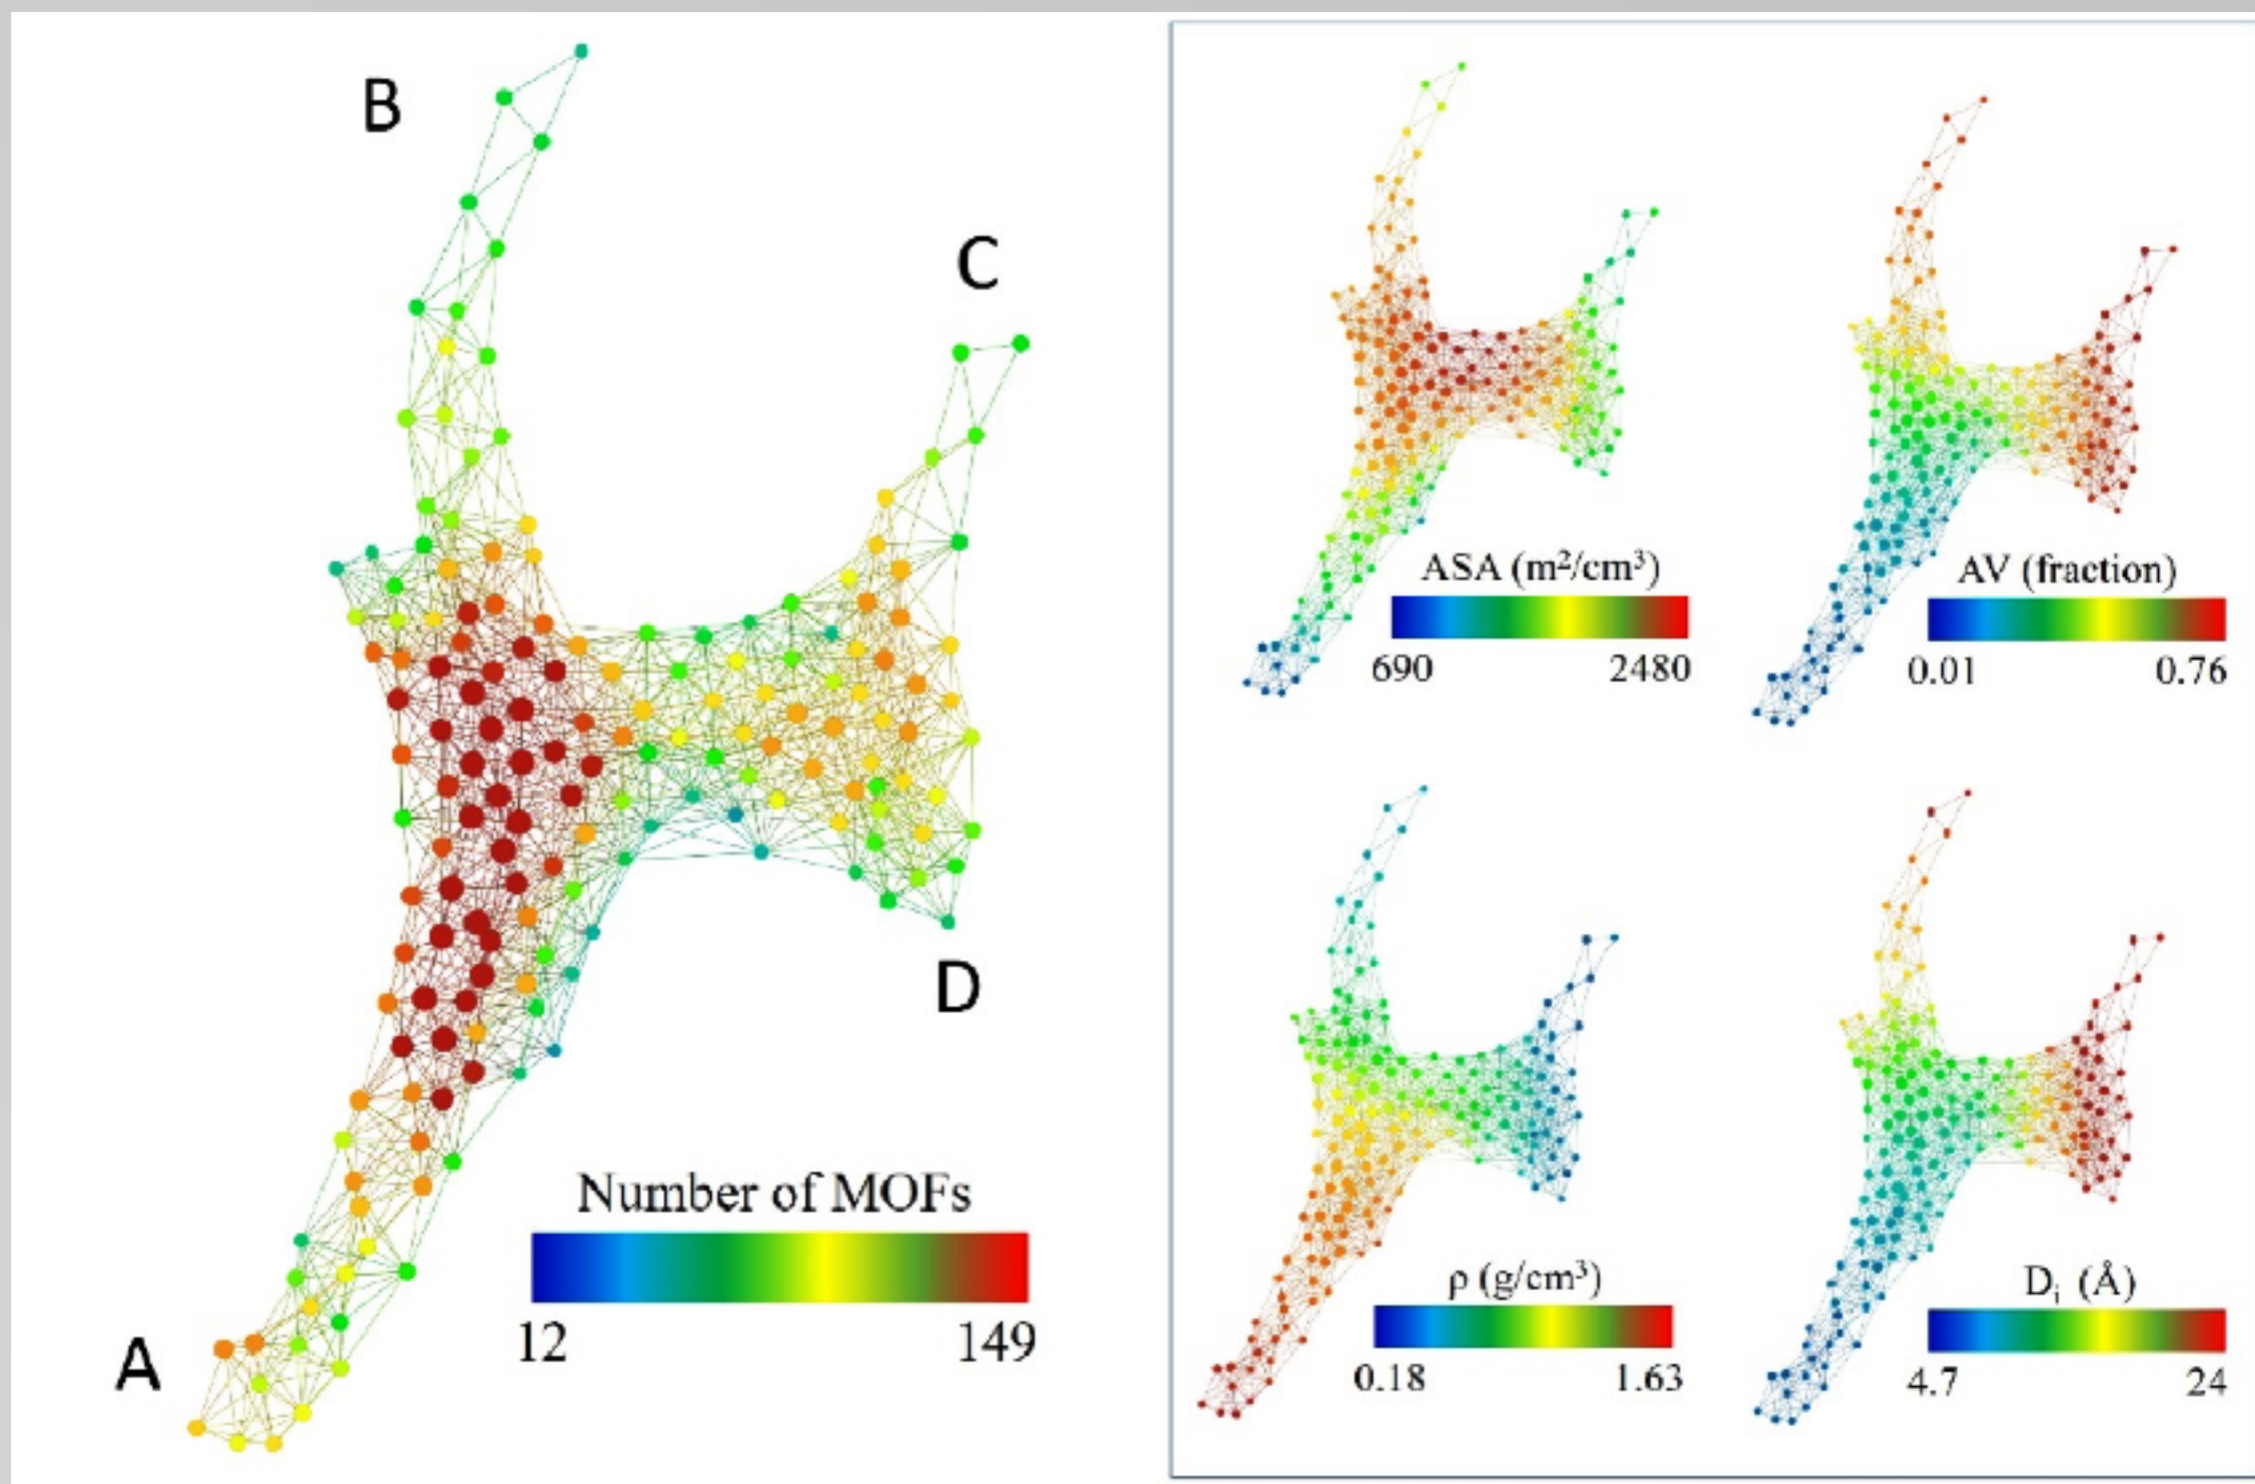 B
C
D
A
Number of MOFs
12 149
ASA (m²/cm³)
690 2480
AV (fraction)
0.01 0.76
ρ (g/cm³)
0.18 1.63
Di (Å)
4.7 24